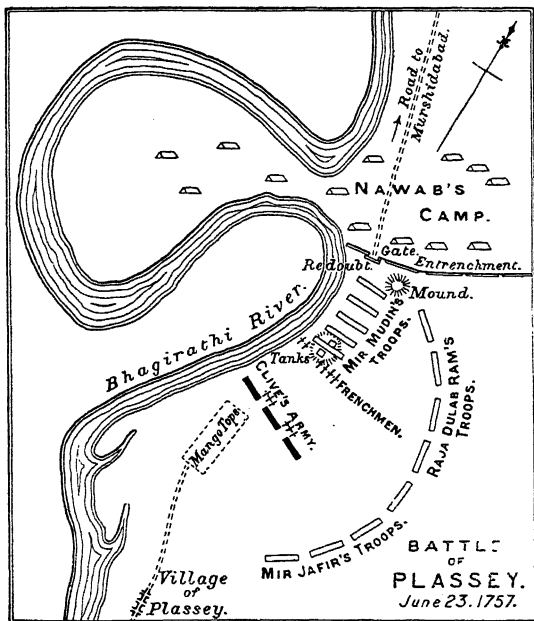 Road to
Murshidabad.
NAWAB'S
CAMP.
Gate.
Redoubt.
Entrenchment.
Mound.
Bhagirathi River.
MIR MUDIN'S
TROOPS.
Tanks
FRENCHMEN.
CLIVE'S ARMY.
RAJA DULAB RAM'S
TROOPS.
Mango Tope.
MIR JAFIR'S TROOPS.
Village
of
Plassey.
BATTLE
OF
PLASSEY.
June 23. 1757.